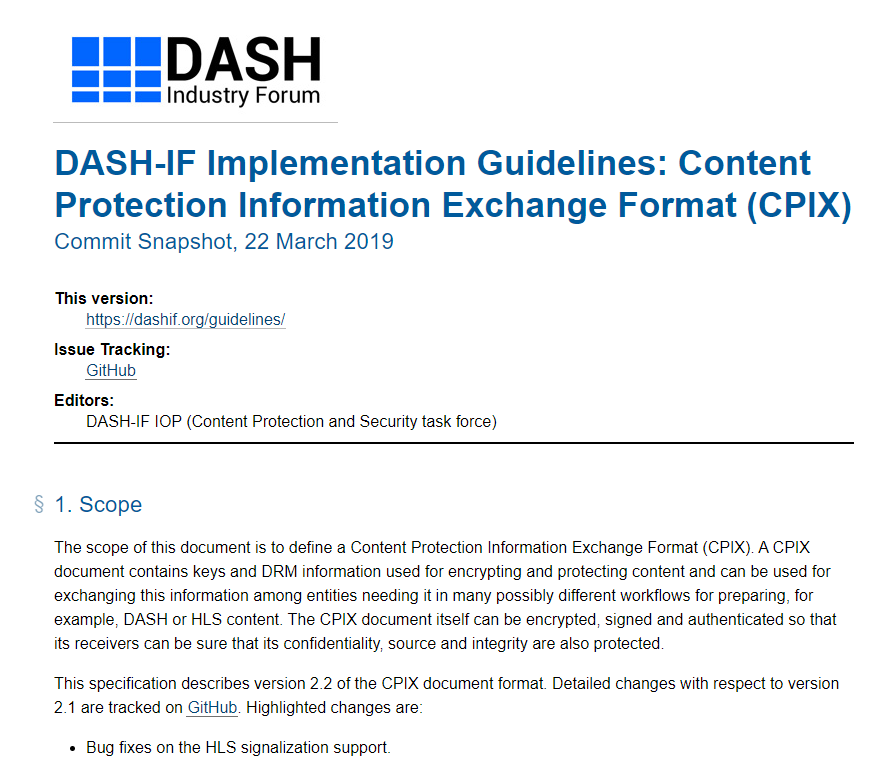 DASH
Industry Forum
DASH-IF Implementation Guidelines: Content
Protection Information Exchange Format (CPIX)
Commit Snapshot, 22 March 2019
This version:
https://dashif.org/guidelines/
Issue Tracking:
GitHub
Editors:
DASH-IF IOP (Content Protection and Security task force)
§ 1. Scope
The scope of this document is to define a Content Protection Information Exchange Format (CPIX). A CPIX
document contains keys and DRM information used for encrypting and protecting content and can be used for
exchanging this information among entities needing it in many possibly different workflows for preparing, for
example, DASH or HLS content. The CPIX document itself can be encrypted, signed and authenticated so that
its receivers can be sure that its confidentiality, source and integrity are also protected.
This specification describes version 2.2 of the CPIX document format. Detailed changes with respect to version
2.1 are tracked on GitHub. Highlighted changes are:
• Bug fixes on the HLS signalization support.